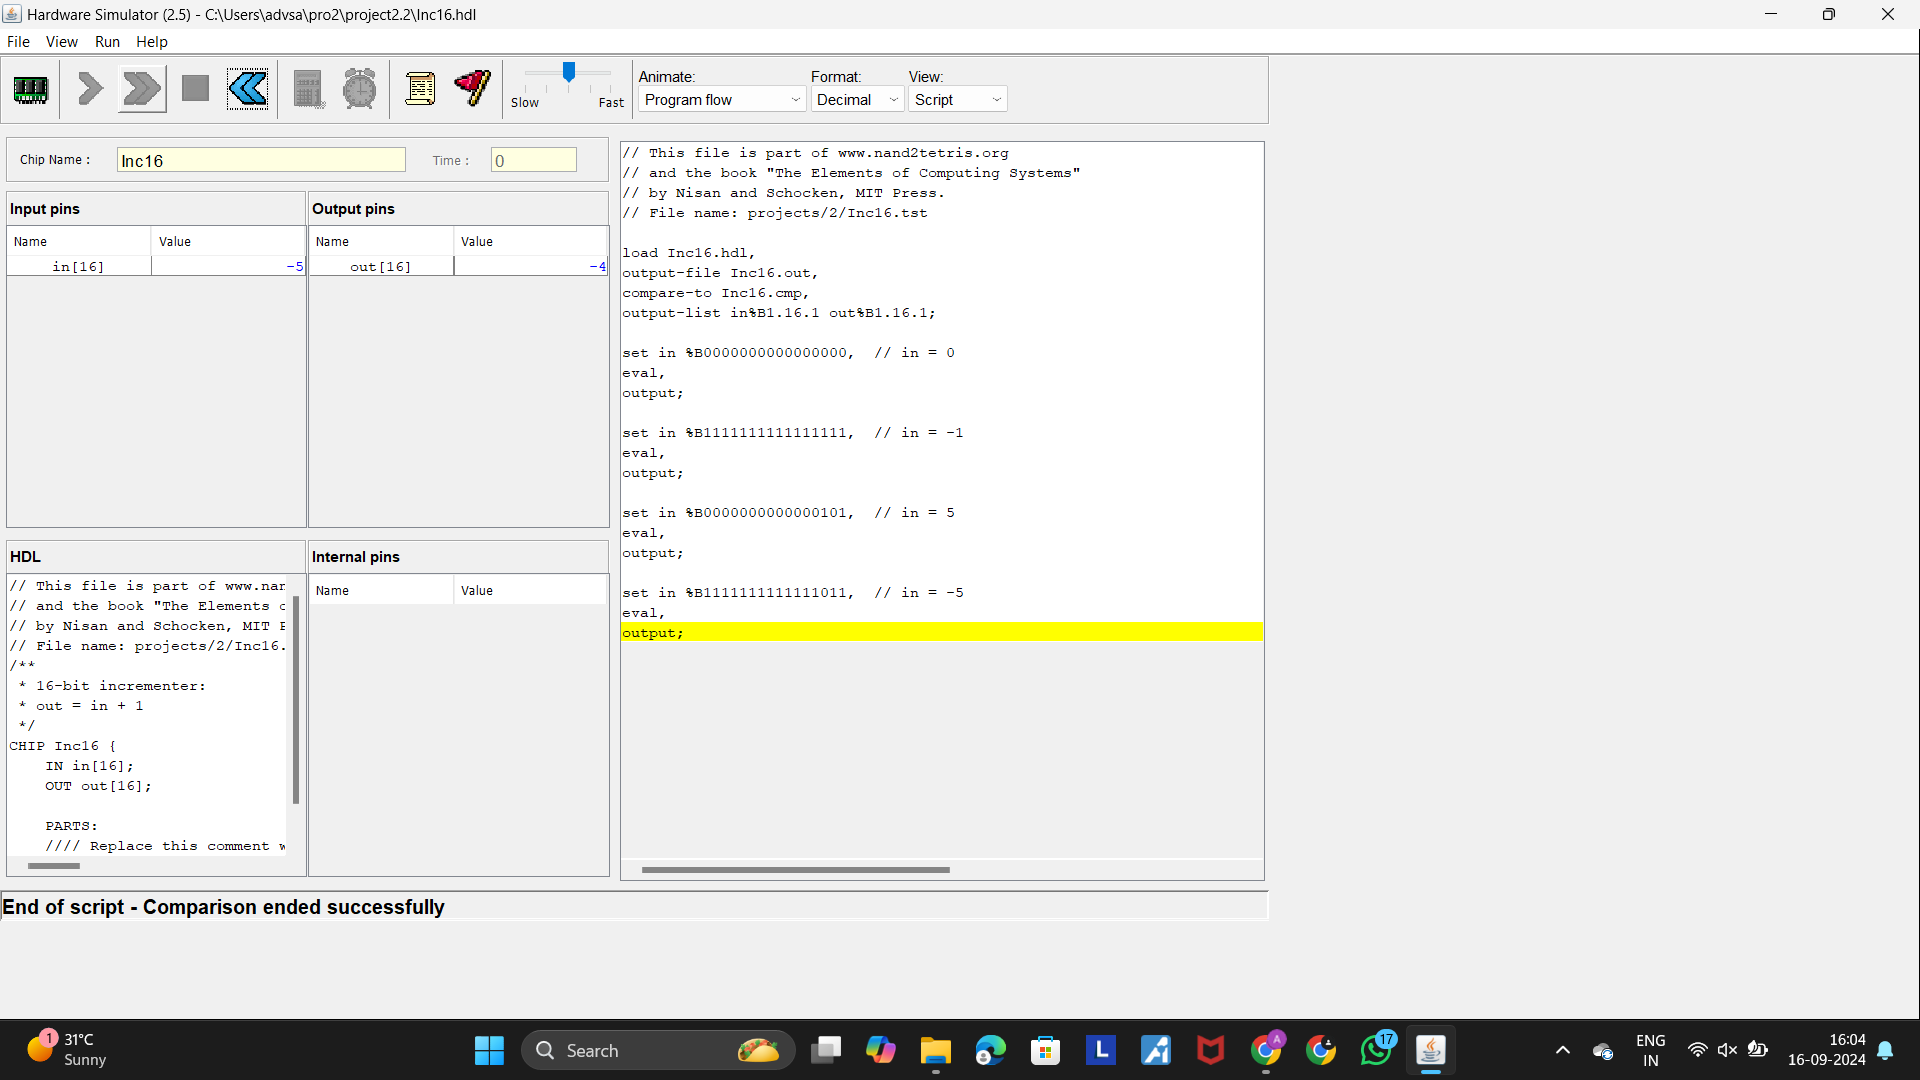 Hardware Simulator (2.5) - C:\Users\advsa\pro2\project2.2\Inc16.hdl
File View Run Help
Slow Fast
Animate: Format: View:
Program flow Decimal Script
Chip Name : Inc16 Time : 0
Input pins
Name Value
in[16] -5
Output pins
Name Value
out[16] -4
HDL
// This file is part of www.nan
// and the book "The Elements o
// by Nisan and Schocken, MIT P
// File name: projects/2/Inc16.
/**
* 16-bit incrementer:
* out = in + 1
*/
CHIP Inc16 {
IN in[16];
OUT out[16];
PARTS:
//// Replace this comment w
Internal pins
Name Value
// This file is part of www.nand2tetris.org
// and the book "The Elements of Computing Systems"
// by Nisan and Schocken, MIT Press.
// File name: projects/2/Inc16.tst
load Inc16.hdl,
output-file Inc16.out,
compare-to Inc16.cmp,
output-list in%B1.16.1 out%B1.16.1;
set in %B0000000000000000, // in = 0
eval,
output;
set in %B1111111111111111, // in = -1
eval,
output;
set in %B0000000000000101, // in = 5
eval,
output;
set in %B1111111111111011, // in = -5
eval,
output;
End of script - Comparison ended successfully
1
31°C
Sunny
Search
L
A
17
ENG
IN
16:04
16-09-2024